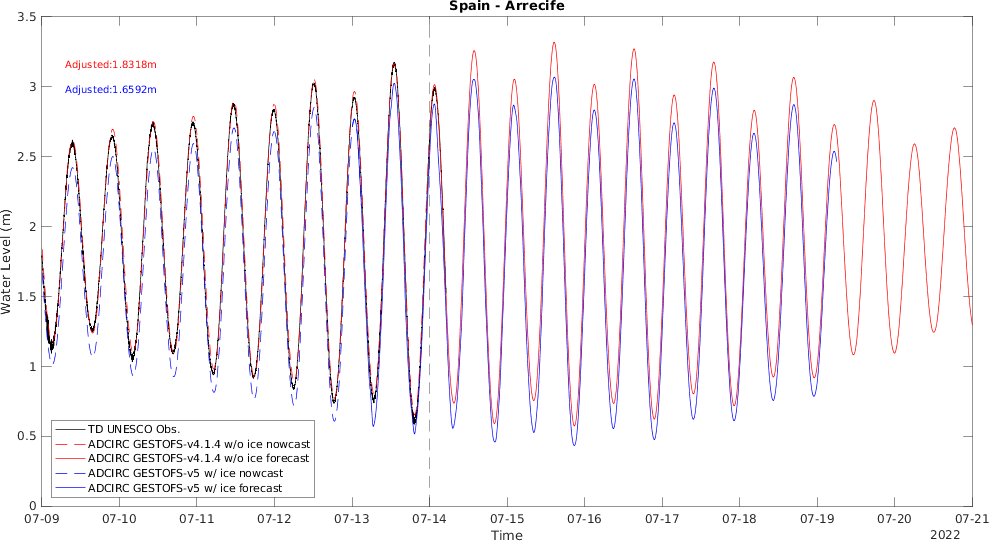 Spain - Arrecife
3.5
3
2.5
2
1.5
1
0.5
0
Water Level (m)
Adjusted:1.8318m
Adjusted:1.6592m
TD UNESCO Obs.
ADCIRC GESTOFS-v4.1.4 w/o ice nowcast
ADCIRC GESTOFS-v4.1.4 w/o ice forecast
ADCIRC GESTOFS-v5 w/ ice nowcast
ADCIRC GESTOFS-v5 w/ ice forecast
07-09 07-10 07-11 07-12 07-13 07-14 07-15 07-16 07-17 07-18 07-19 07-20 07-21
Time
2022